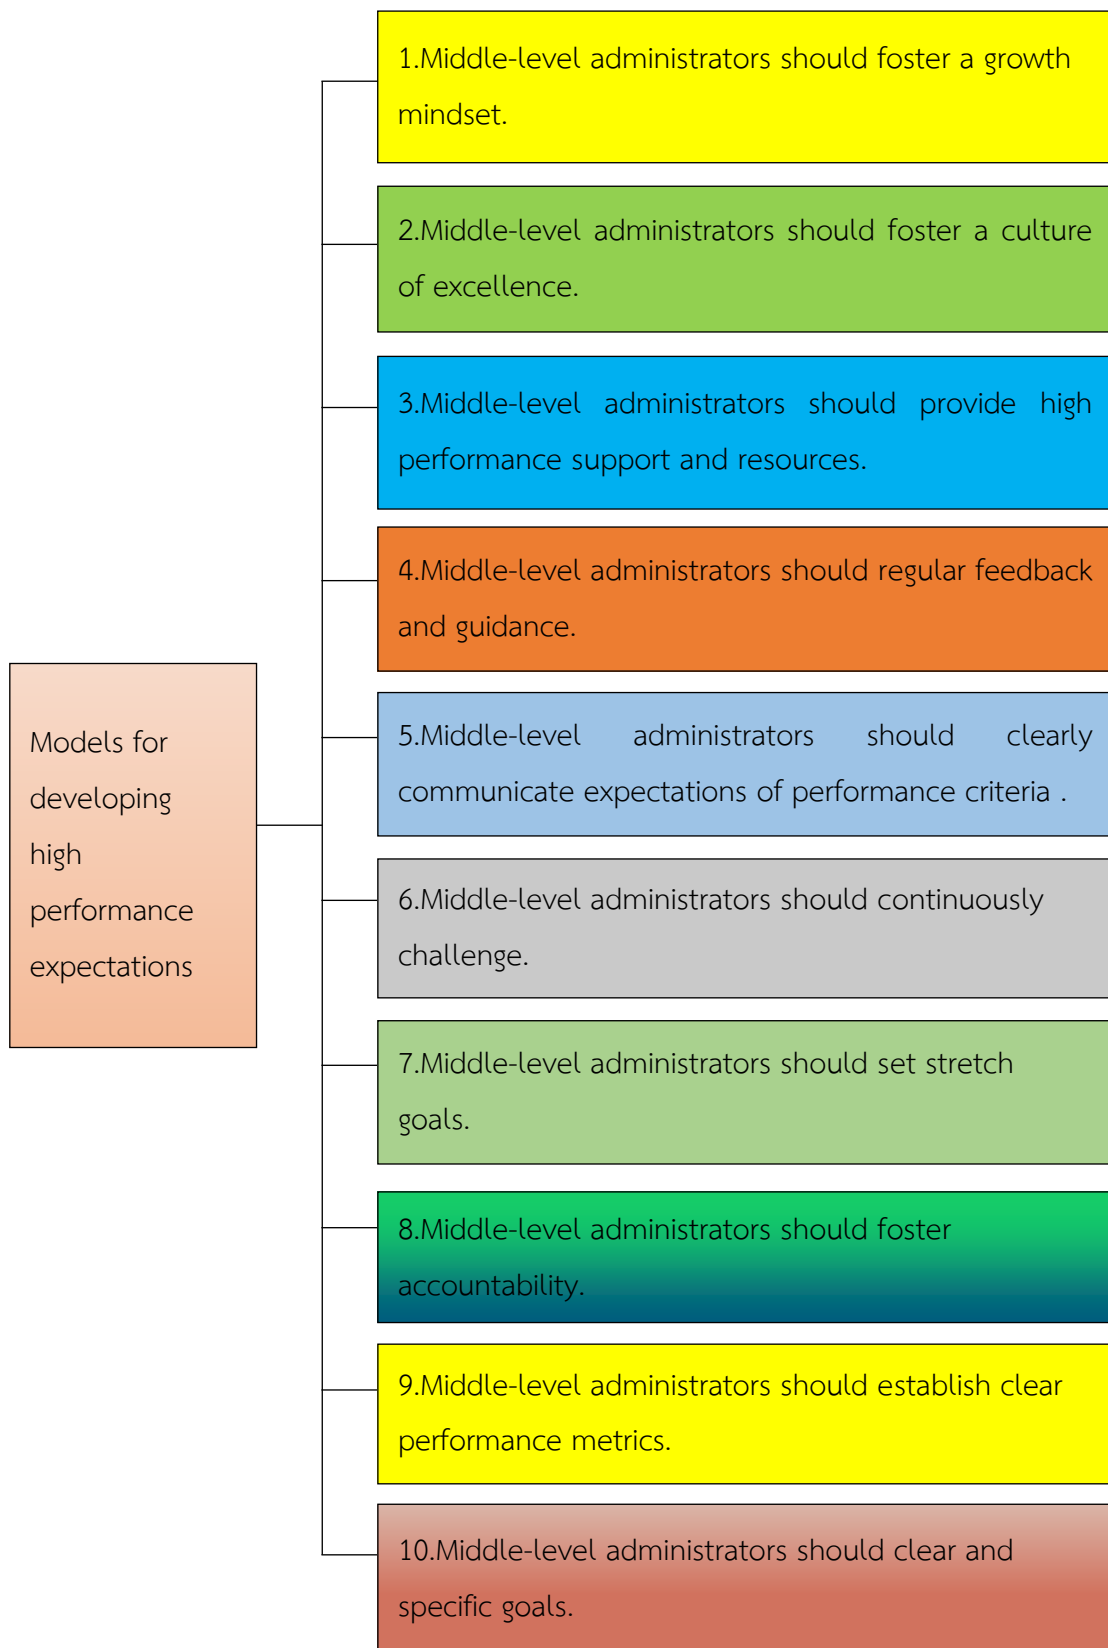 1.Middle-level administrators should foster a growth
mindset.
2.Middle-level administrators should foster a culture
of excellence.
3.Middle-level administrators should provide high
performance support and resources.
4.Middle-level administrators should regular feedback
and guidance.
Models for
developing
high
performance
expectations
5.Middle-level administrators should clearly
communicate expectations of performance criteria .
6.Middle-level administrators should continuously
challenge.
7.Middle-level administrators should set stretch
goals.
8.Middle-level administrators should foster
accountability.
9.Middle-level administrators should establish clear
performance metrics.
10.Middle-level administrators should clear and
specific goals.